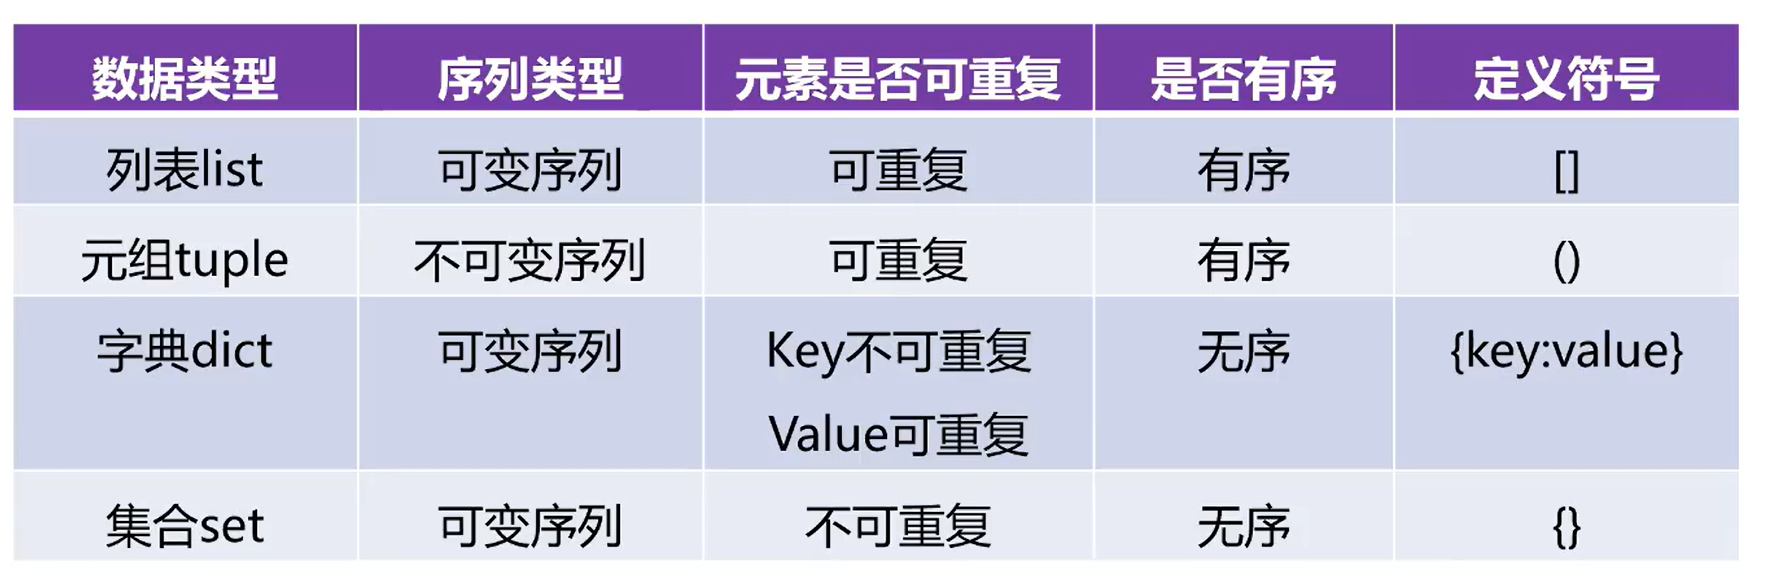 数据类型 序列类型 元素是否可重复 是否有序 定义符号
列表list 可变序列 可重复 有序 []
元组tuple 不可变序列 可重复 有序 ()
字典dict 可变序列 Key不可重复 无序 {key:value}
Value可重复
集合set 可变序列 不可重复 无序 {}